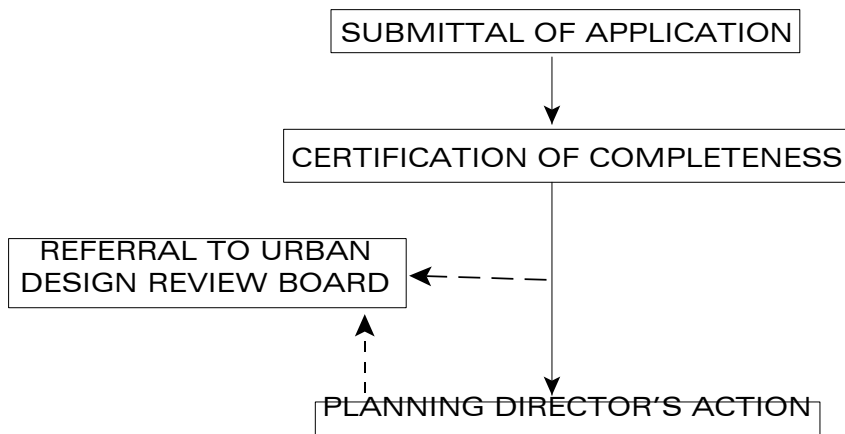 SUBMITTAL OF APPLICATION
CERTIFICATION OF COMPLETENESS
REFERRAL TO URBAN
DESIGN REVIEW BOARD
PLANNING DIRECTOR'S ACTION